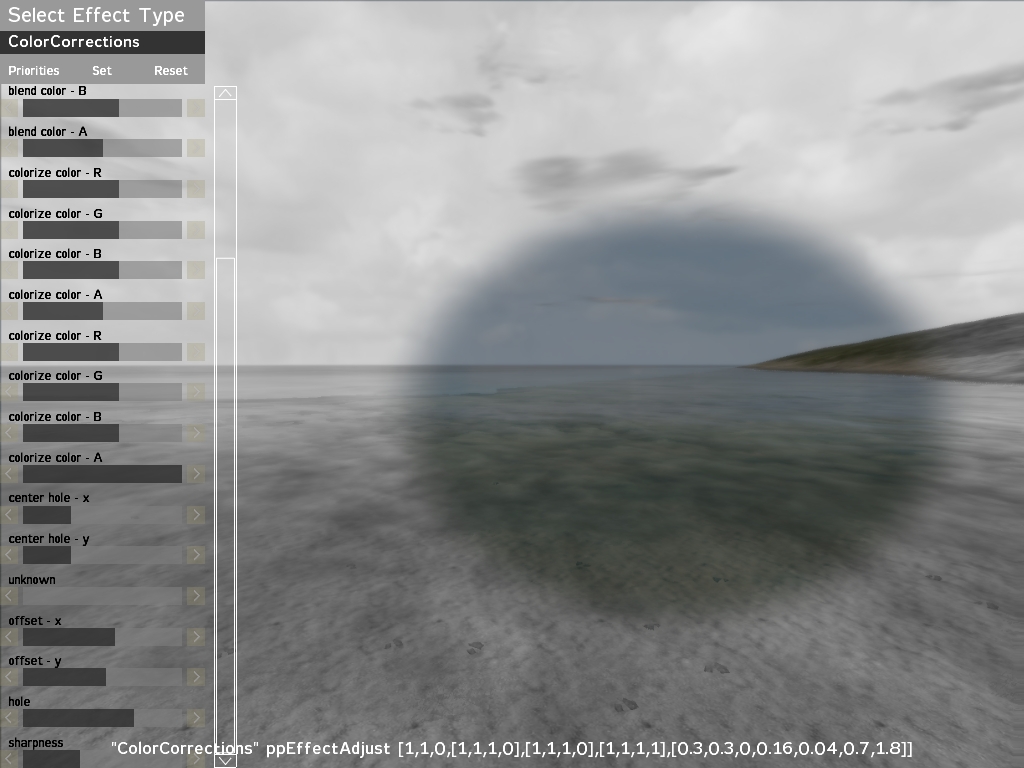 Select Effect Type
ColorCorrections
Priorities Set Reset
blend color - B
blend color - A
colorize color - R
colorize color - G
colorize color - B
colorize color - A
colorize color - R
colorize color - G
colorize color - B
colorize color - A
center hole - x
center hole - y
unknown
offset - x
offset - y
hole
sharpness
"ColorCorrections" ppEffectAdjust [1,1,0,[1,1,1,0],[1,1,1,0],[1,1,1,1],[0.3,0.3,0,0.16,0.04,0.7,1.8]]